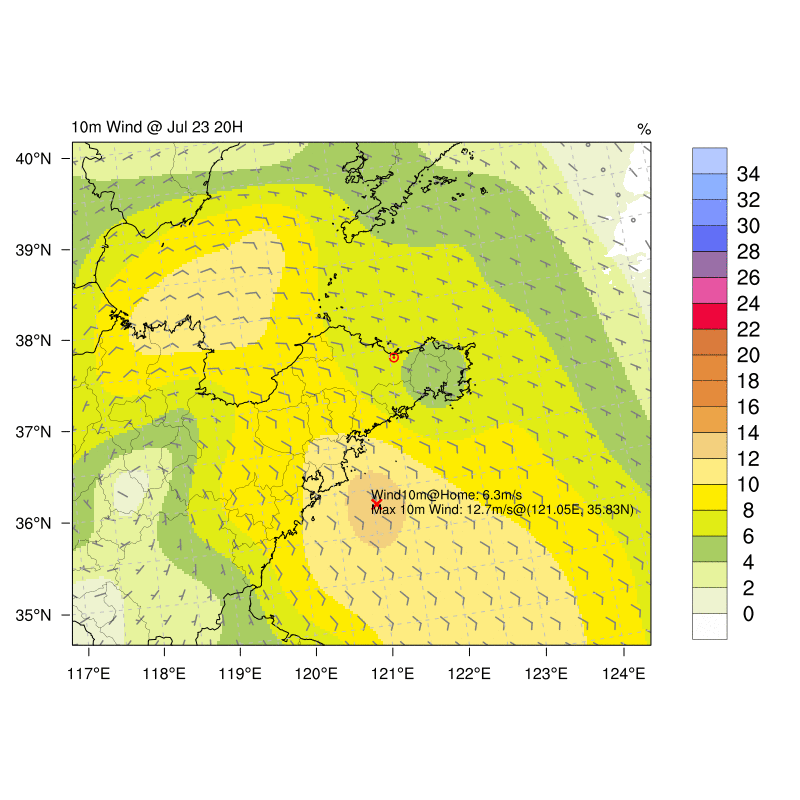 10m Wind @ Jul 23 20H
%
40°N
39°N
38°N
37°N
36°N
35°N
117°E
118°E
119°E
120°E
121°E
122°E
123°E
124°E
Wind10m@Home: 6.3m/s
Max 10m Wind: 12.7m/s@(121.05E, 35.83N)
34
32
30
28
26
24
22
20
18
16
14
12
10
8
6
4
2
0